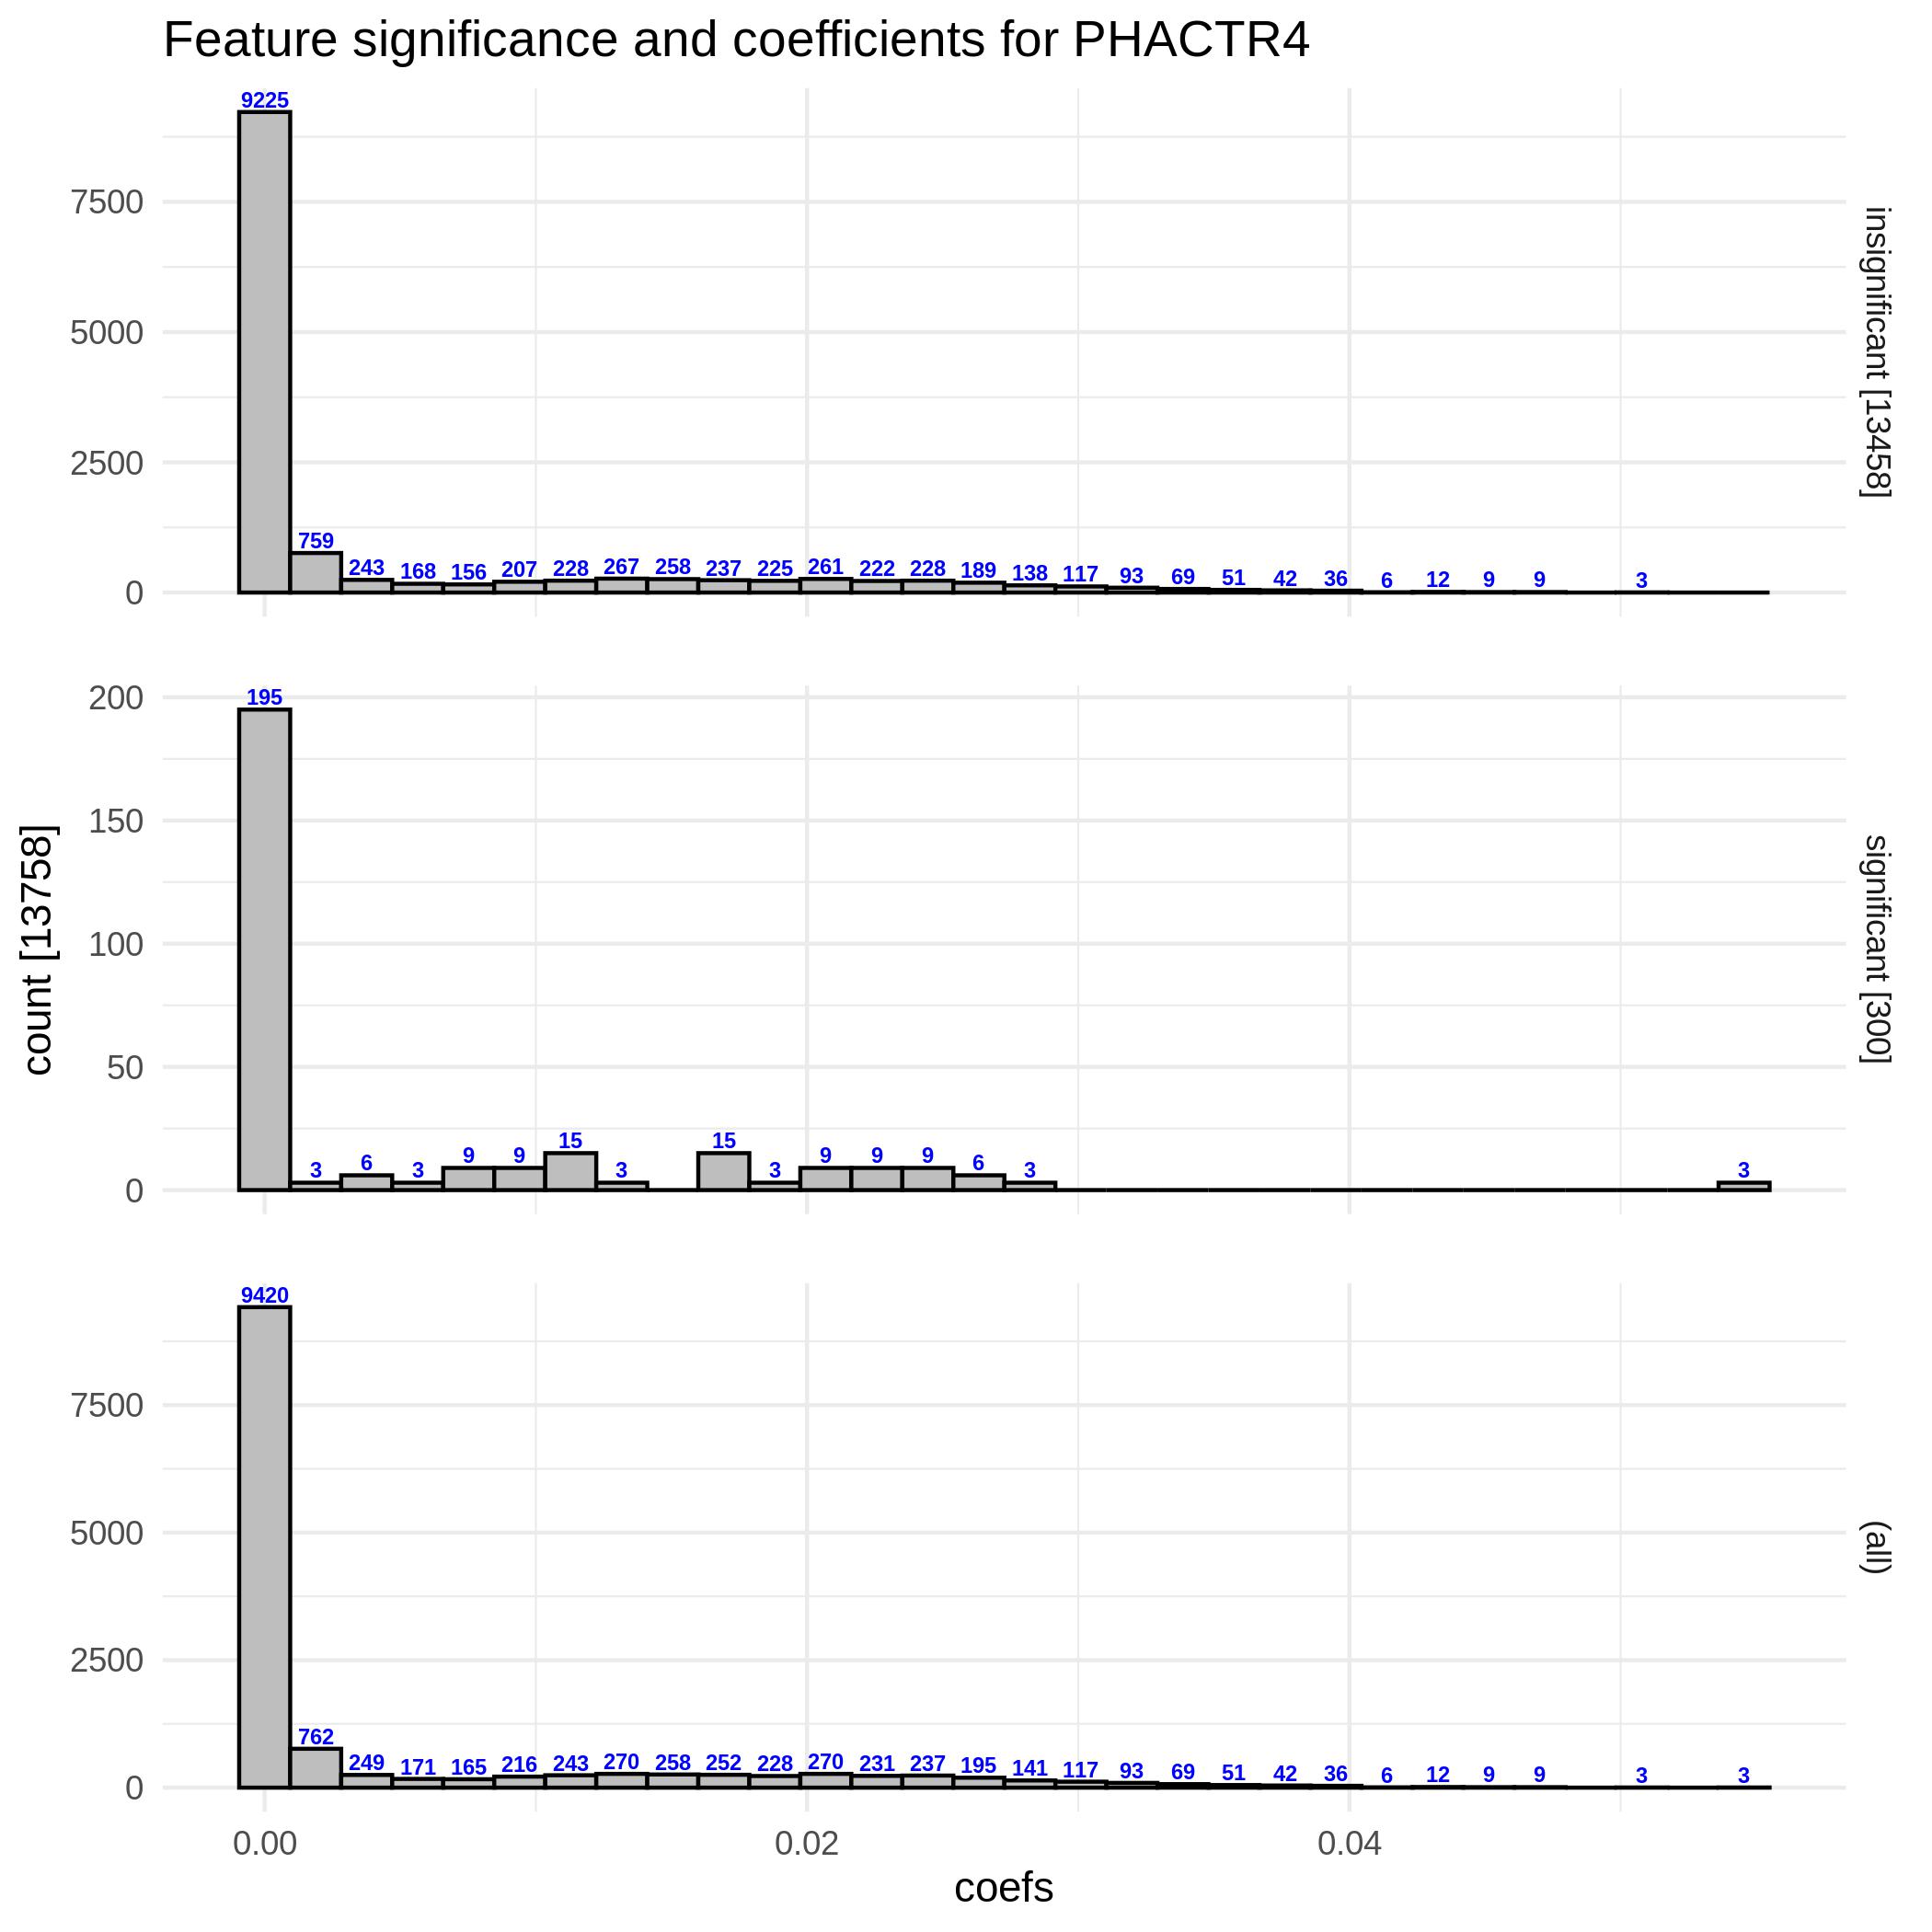 Feature significance and coefficients for PHACTR4
9225
7500
5000
2500
759 243 168 156 207 228 267 258 237 225 261 222 228 189 138 117 93 69 51 42 36 6 12 9 9 3
0
insignificant [13458]
count [13758]
200
195
150
100
50
3 6 3 9 9 15 3 15 3 9 9 9 6 3 3
0
significant [300]
9420
7500
5000
2500
762 249 171 165 216 243 270 258 252 228 270 231 237 195 141 117 93 69 51 42 36 6 12 9 9 3 3
0
(all)
0.00 0.02 0.04
coefs